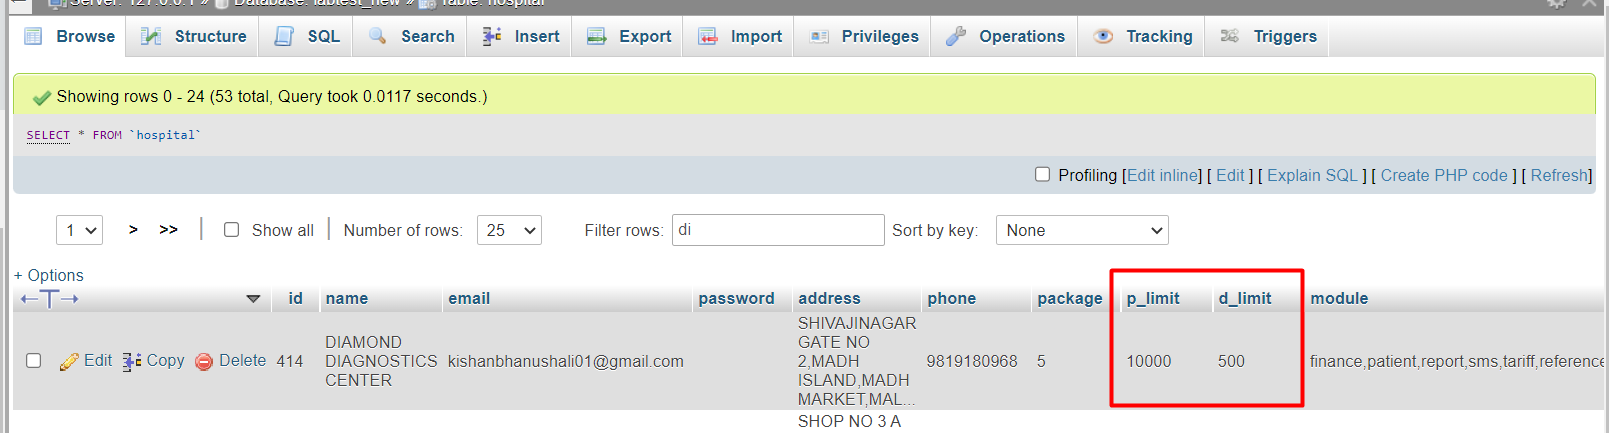 Server: 127.0.0.1 » Database: labtest_new » Table: hospital
Browse Structure SQL Search Insert Export Import Privileges Operations Tracking Triggers
Showing rows 0 - 24 (53 total, Query took 0.0117 seconds.)
SELECT * FROM `hospital`
Profiling [Edit inline] [ Edit ] [ Explain SQL ] [ Create PHP code ] [ Refresh]
1 > >> | Show all | Number of rows: 25 Filter rows: di Sort by key: None
+ Options
←T→ id name email password address phone package p_limit d_limit module
Edit Copy Delete 414 DIAMOND
DIAGNOSTICS
CENTER
kishanbhanushali01@gmail.com
SHIVAJINAGAR
GATE NO
2,MADH
ISLAND,MADH
MARKET,MAL...
9819180968 5 10000 500 finance,patient,report,sms,tariff,reference
SHOP NO 3 A